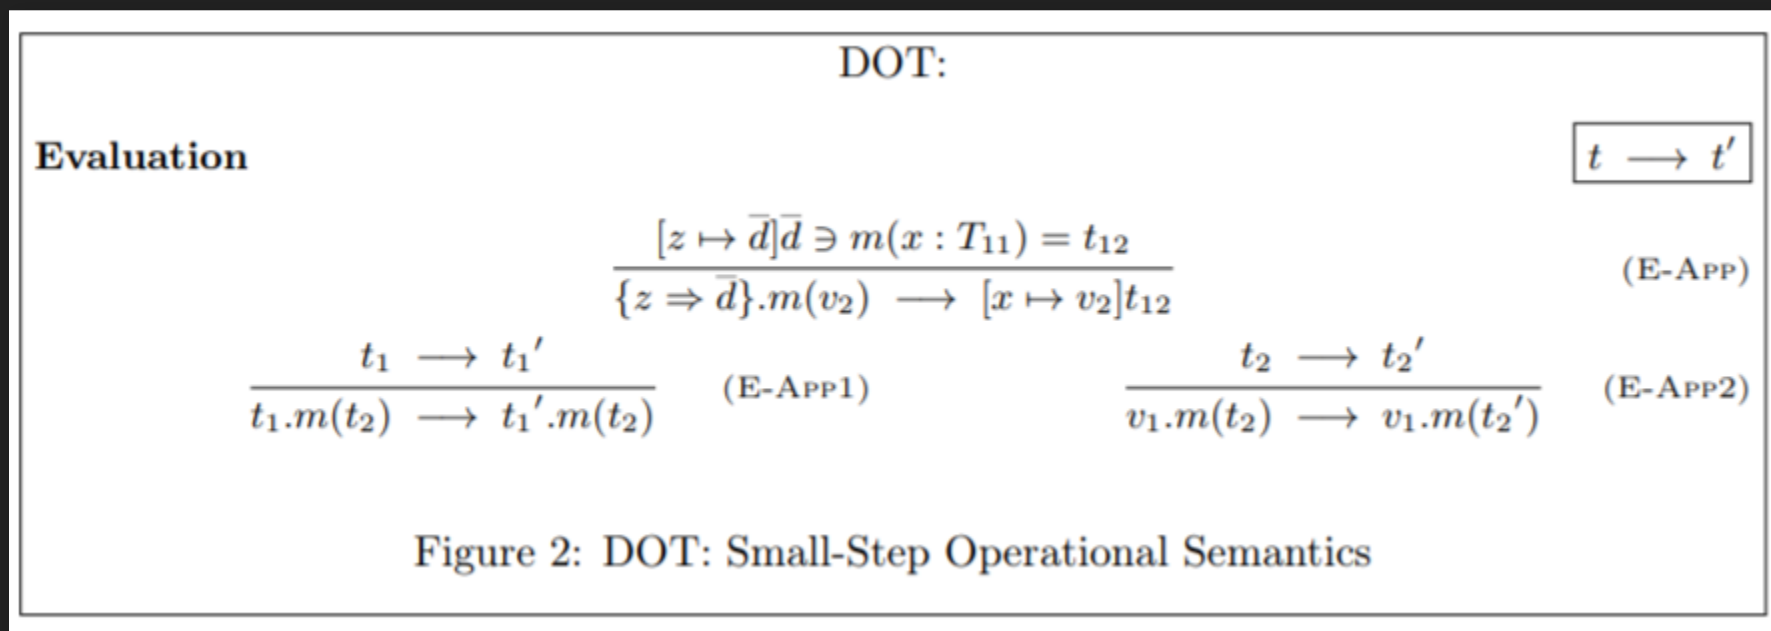 DOT:
Evaluation t ⟶ t′
[z ↦ d̅]d̅ ∋ m(x : T₁₁) = t₁₂
{z ⇒ d̅}.m(v₂) ⟶ [x ↦ v₂]t₁₂ (E-App)
t₁ ⟶ t₁′
t₁.m(t₂) ⟶ t₁′.m(t₂) (E-App1)
t₂ ⟶ t₂′
v₁.m(t₂) ⟶ v₁.m(t₂′) (E-App2)
Figure 2: DOT: Small-Step Operational Semantics